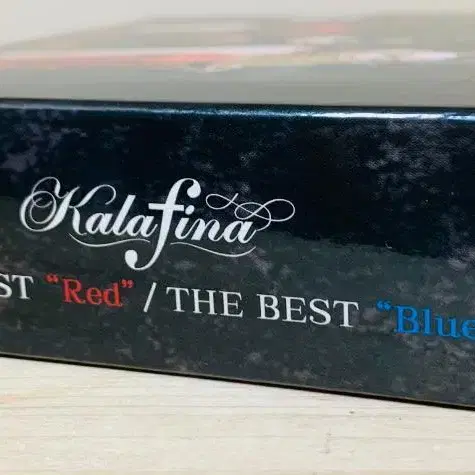 Kalafina
ST "Red" / THE BEST "Blue